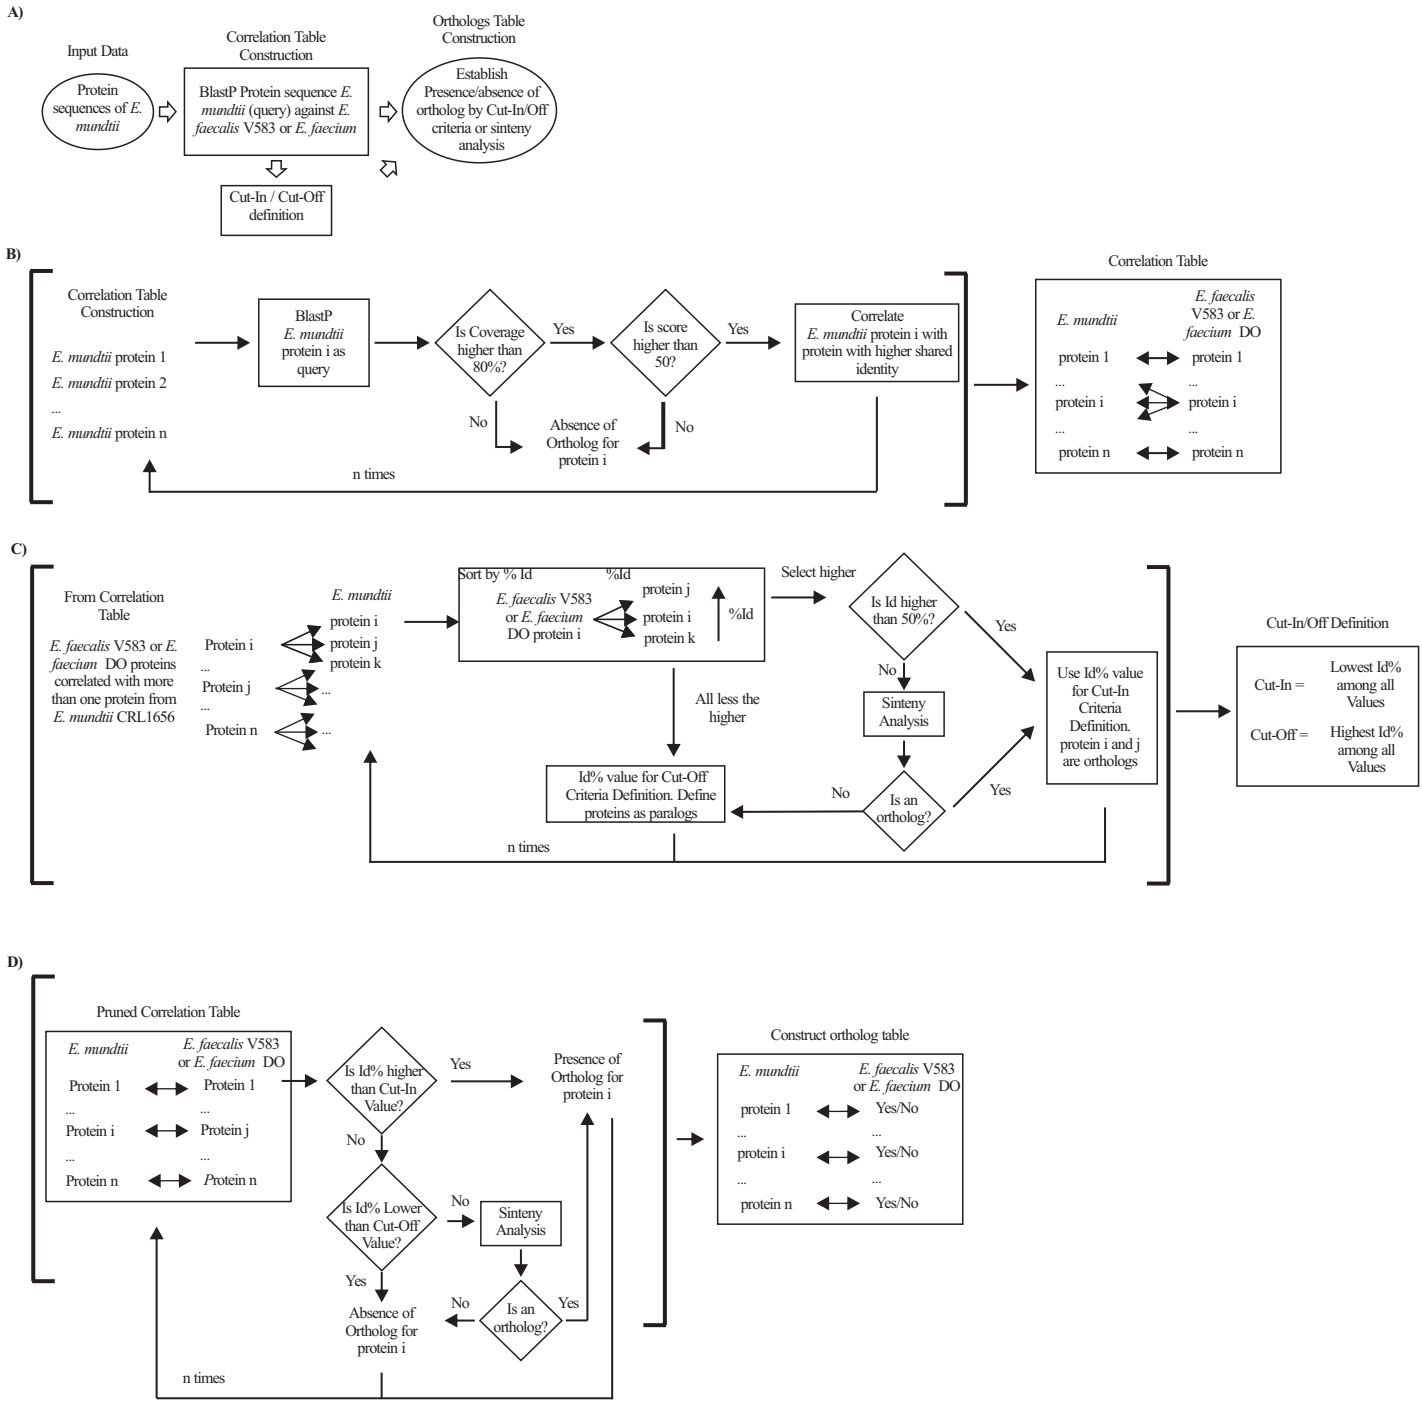 A)
Input Data
Protein
sequences of E.
mundtii
Correlation Table
Construction
BlastP Protein sequence E.
mundtii (query) against E.
faecalis V583 or E. faecium
Cut-In / Cut-Off
definition
Orthologs Table
Construction
Establish
Presence/absence of
ortholog by Cut-In/Off
criteria or sinteny
analysis
B)
Correlation Table
Construction
E. mundtii protein 1
E. mundtii protein 2
...
E. mundtii protein n
BlastP
E. mundtii
protein i as
query
Is Coverage
higher than
80%?
Yes
No
Is score
higher than
50?
Yes
No
Absence of
Ortholog for
protein i
Correlate
E. mundtii protein i with
protein with higher shared
identity
n times
Correlation Table
E. mundtii
E. faecalis
V583 or E.
faecium DO
protein 1
protein 1
...
...
protein i
protein i
...
...
protein n
protein n
C)
From Correlation
Table
E. faecalis V583 or E.
faecium DO proteins
correlated with more
than one protein from
E. mundtii CRL1656
E. mundtii
Protein i
protein i
protein j
protein k
...
Protein j
...
...
Protein n
...
Sort by % Id
%Id
E. faecalis V583
or E. faecium
DO protein i
protein j
protein i
protein k
%Id
Select higher
All less the
higher
Is Id higher
than 50%?
Yes
No
Sinteny
Analysis
Is an
ortholog?
No
Yes
Id% value for Cut-Off
Criteria Definition. Define
proteins as paralogs
Use Id% value
for Cut-In
Criteria
Definition.
protein i and j
are orthologs
n times
Cut-In/Off Definition
Cut-In =
Lowest Id%
among all
Values
Cut-Off =
Highest Id%
among all
Values
D)
Pruned Correlation Table
E. mundtii
E. faecalis V583
or E. faecium DO
Protein 1
Protein 1
...
...
Protein i
Protein j
...
...
Protein n
Protein n
Is Id% higher
than Cut-In
Value?
Yes
No
Is Id% Lower
than Cut-Off
Value?
No
Yes
Sinteny
Analysis
Is an
ortholog?
No
Yes
Absence of
Ortholog for
protein i
Presence of
Ortholog for
protein i
n times
Construct ortholog table
E. mundtii
E. faecalis V583
or E. faecium DO
protein 1
Yes/No
...
...
protein i
Yes/No
...
...
protein n
Yes/No